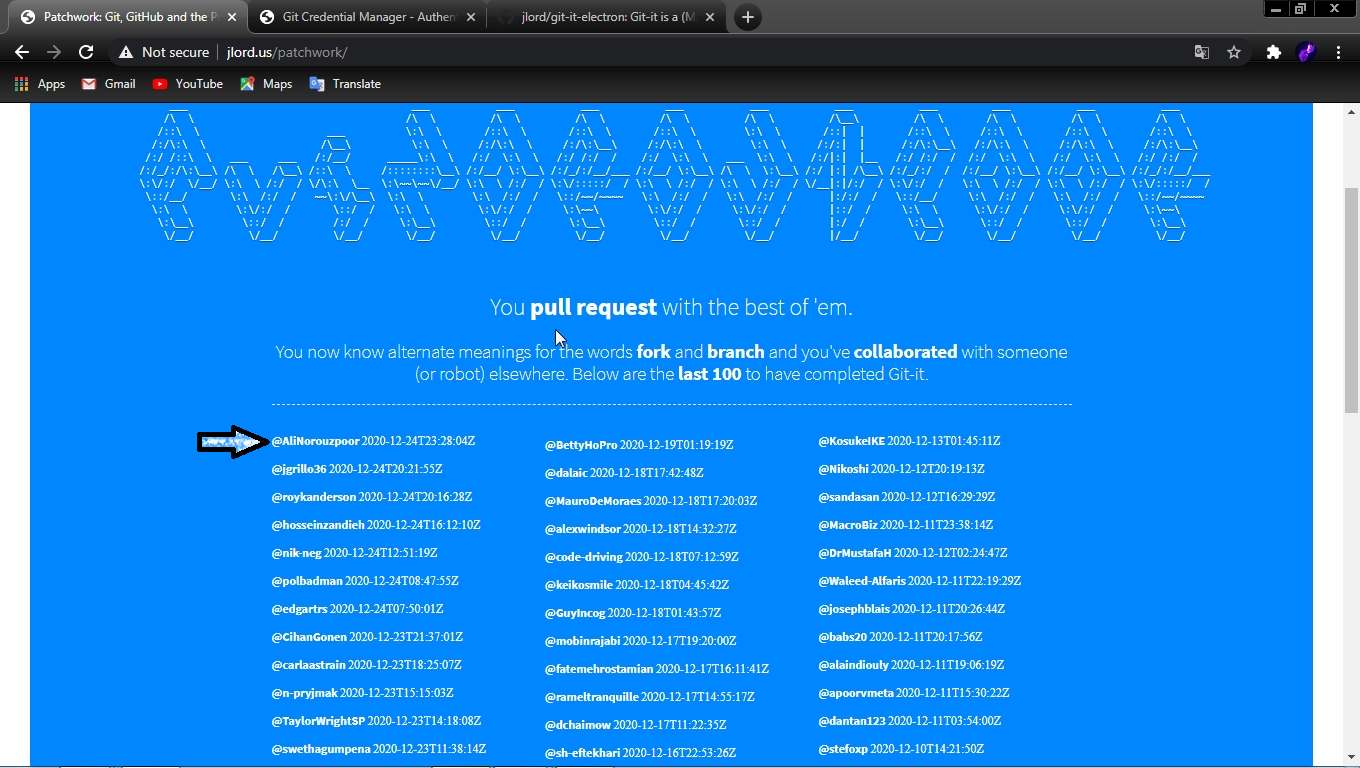 Patchwork: Git, GitHub and the P
Git Credential Manager - Authen
jlord/git-it-electron: Git-it is a (M
Not secure
jlord.us/patchwork/
Apps
Gmail
YouTube
Maps
Translate
You pull request with the best of 'em.
You now know alternate meanings for the words fork and branch and you've collaborated with someone
(or robot) elsewhere. Below are the last 100 to have completed Git-it.
@AliNorouzpoor 2020-12-24T23:28:04Z
@jgrillo36 2020-12-24T20:21:55Z
@roykanderson 2020-12-24T20:16:28Z
@hosseinzandieh 2020-12-24T16:12:10Z
@nik-neg 2020-12-24T12:51:19Z
@polbadman 2020-12-24T08:47:55Z
@edgartrs 2020-12-24T07:50:01Z
@CihanGonen 2020-12-23T21:37:01Z
@carlaastrain 2020-12-23T18:25:07Z
@n-pryjmak 2020-12-23T15:15:03Z
@TaylorWrightSP 2020-12-23T14:18:08Z
@swethagumpena 2020-12-23T11:38:14Z
@BettyHoPro 2020-12-19T01:19:19Z
@dalaic 2020-12-18T17:42:48Z
@MauroDeMoraes 2020-12-18T17:20:03Z
@alexwindsor 2020-12-18T14:32:27Z
@code-driving 2020-12-18T07:12:59Z
@keikosmile 2020-12-18T04:45:42Z
@GuyIncog 2020-12-18T01:43:57Z
@mobinrajabi 2020-12-17T19:20:00Z
@fatemehrostamian 2020-12-17T16:11:41Z
@rameltranquille 2020-12-17T14:55:17Z
@dchaimow 2020-12-17T11:22:35Z
@sh-eftekhari 2020-12-16T22:53:26Z
@KosukeIKE 2020-12-13T01:45:11Z
@Nikoshi 2020-12-12T20:19:13Z
@sandasan 2020-12-12T16:29:29Z
@MacroBiz 2020-12-11T23:38:14Z
@DrMustafaH 2020-12-12T02:24:47Z
@Waleed-Alfaris 2020-12-11T22:19:29Z
@josephblais 2020-12-11T20:26:44Z
@babs20 2020-12-11T20:17:56Z
@alaindiouly 2020-12-11T19:06:19Z
@apoorvmeta 2020-12-11T15:30:22Z
@dantan123 2020-12-11T03:54:00Z
@stefoxp 2020-12-10T14:21:50Z